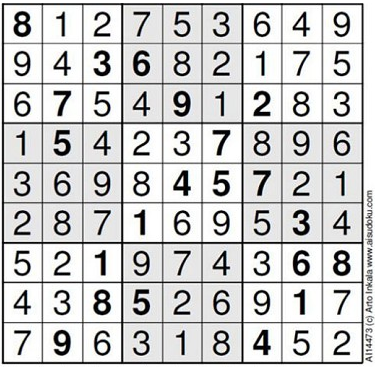 8 1 2 7 5 3 6 4 9
9 4 3 6 8 2 1 7 5
6 7 5 4 9 1 2 8 3
1 5 4 2 3 7 8 9 6
3 6 9 8 4 5 7 2 1
2 8 7 1 6 9 5 3 4
5 2 1 9 7 4 3 6 8
4 3 8 5 2 6 9 1 7
7 9 6 3 1 8 4 5 2
AI14473 (c) Arto Inkala www.aisudoku.com